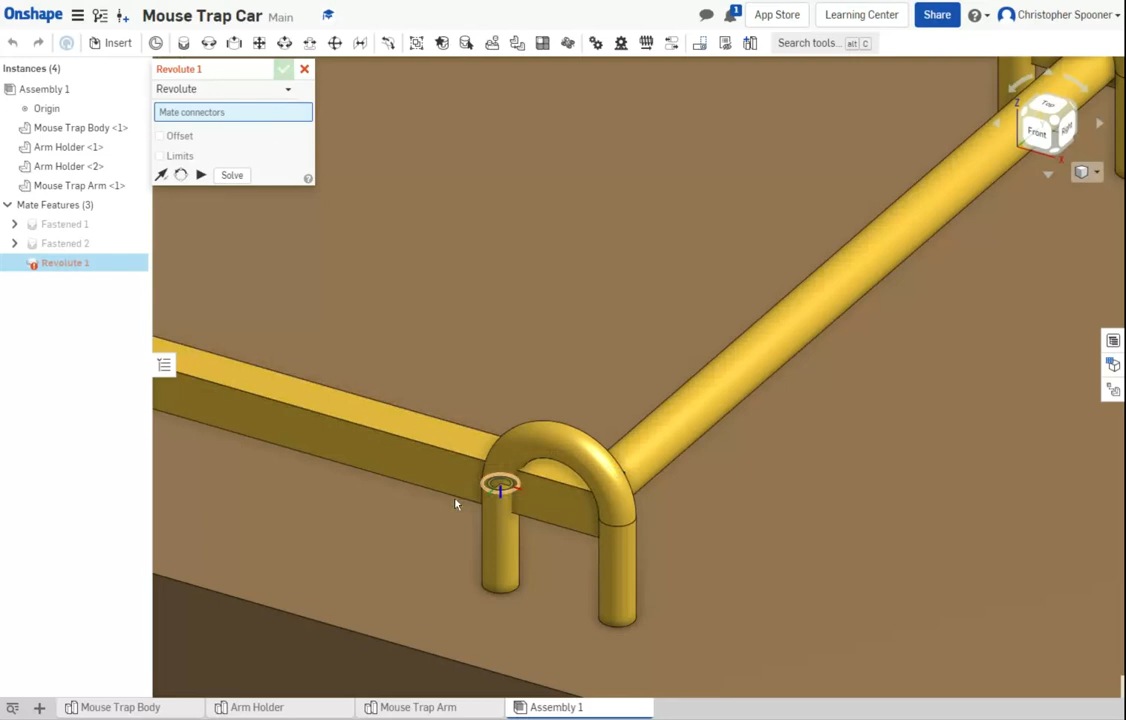 Onshape Mouse Trap Car Main 1 App Store Learning Center Share Christopher Spooner
Insert Search tools... alt C
Instances (4)
Assembly 1
Origin
Mouse Trap Body <1>
Arm Holder <1>
Arm Holder <2>
Mouse Trap Arm <1>
Mate Features (3)
Fastened 1
Fastened 2
Revolute 1
Revolute 1
Revolute
Mate connectors
Offset
Limits
Solve
Top
Z
Front Right
X
Mouse Trap Body Arm Holder Mouse Trap Arm Assembly 1